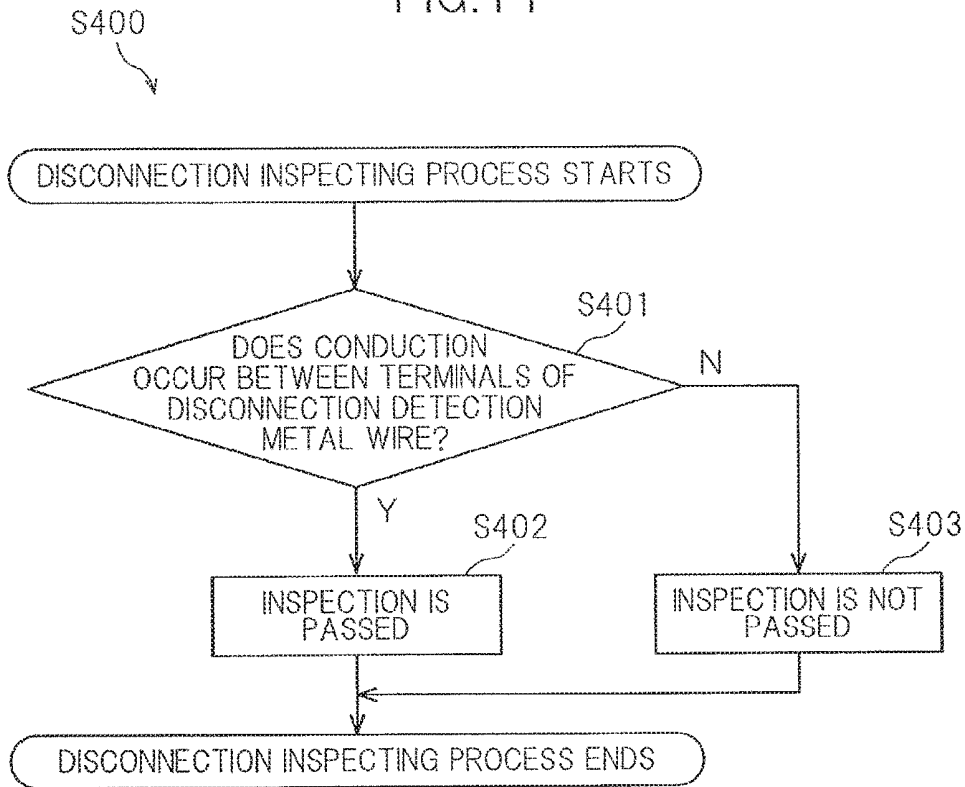 S400
DISCONNECTION INSPECTING PROCESS STARTS
S401
DOES CONDUCTION
OCCUR BETWEEN TERMINALS OF
DISCONNECTION DETECTION
METAL WIRE?
N
Y
S402
S403
INSPECTION IS
PASSED
INSPECTION IS NOT
PASSED
DISCONNECTION INSPECTING PROCESS ENDS